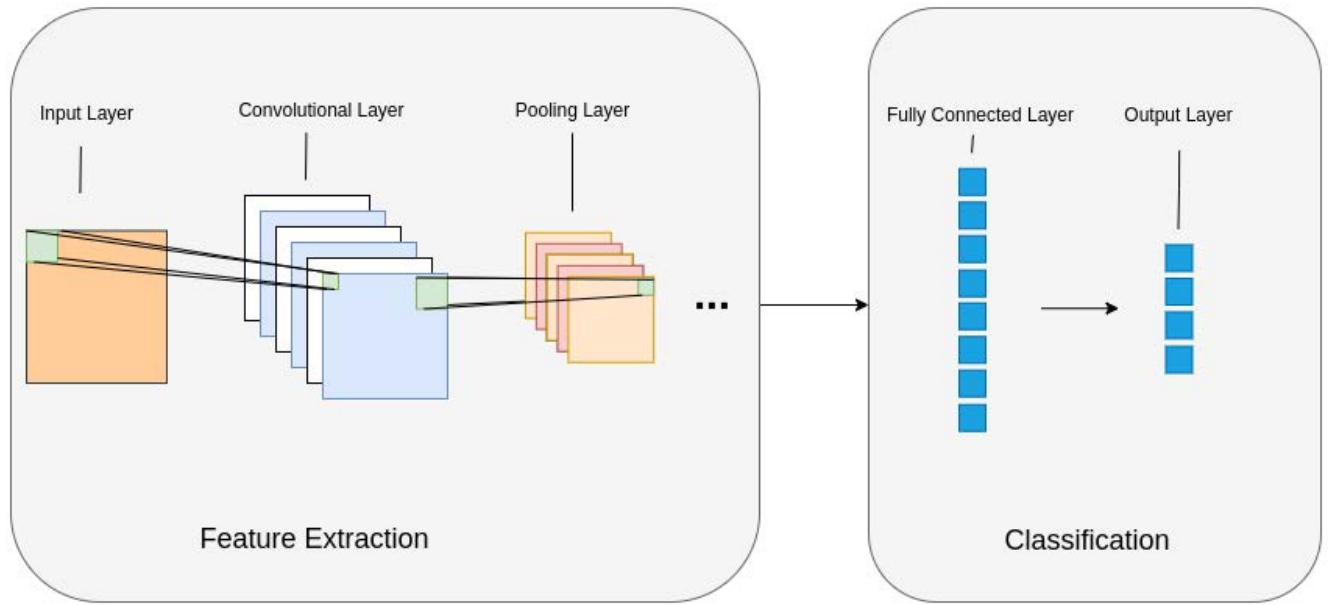 Input Layer
Convolutional Layer
Pooling Layer
...
Feature Extraction
Fully Connected Layer
Output Layer
Classification